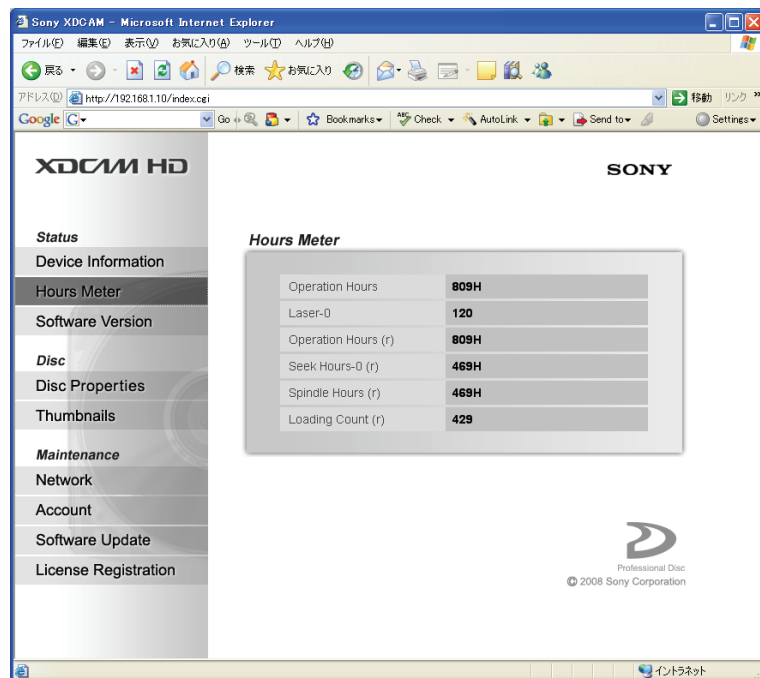 Sony XDCAM - Microsoft Internet Explorer
ファイル(F) 編集(E) 表示(V) お気に入り(A) ツール(T) ヘルプ(H)
戻る 検索 お気に入り
アドレス(D) http://192.168.1.10/index.cgi 移動 リンク »
Google G Go Bookmarks ABC Check AutoLink Send to Settings
XDCAM HD
SONY
Status
Device Information
Hours Meter
Software Version
Disc
Disc Properties
Thumbnails
Maintenance
Network
Account
Software Update
License Registration
Hours Meter
Operation Hours 809H
Laser-0 120
Operation Hours (r) 809H
Seek Hours-0 (r) 469H
Spindle Hours (r) 469H
Loading Count (r) 429
Professional Disc
© 2008 Sony Corporation
イントラネット